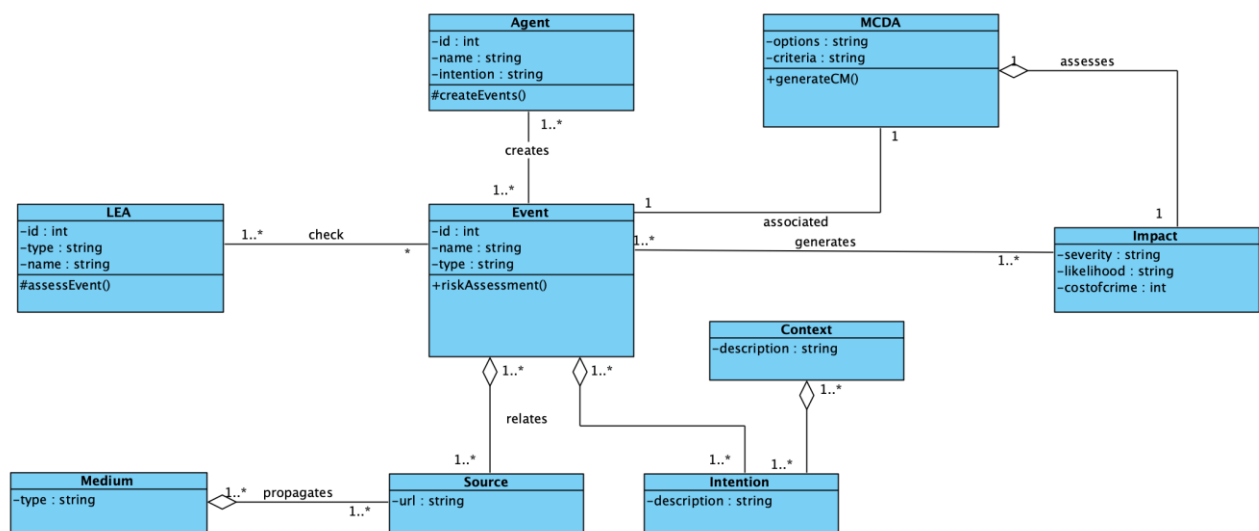 Agent
-id : int
-name : string
-intention : string
#createEvents()
MCDA
-options : string
-criteria : string
+generateCM()
1
assesses
1..*
creates
1..*
1
1
associated
1
LEA
-id : int
-type : string
-name : string
#assessEvent()
1..*
check
*
Event
-id : int
-name : string
-type : string
+riskAssessment()
1..*
generates
1..*
Impact
-severity : string
-likelihood : string
-costofcrime : int
Context
-description : string
1..*
1..*
1..*
relates
1..*
1..*
1..*
Medium
-type : string
1..*
propagates
1..*
Source
-url : string
Intention
-description : string